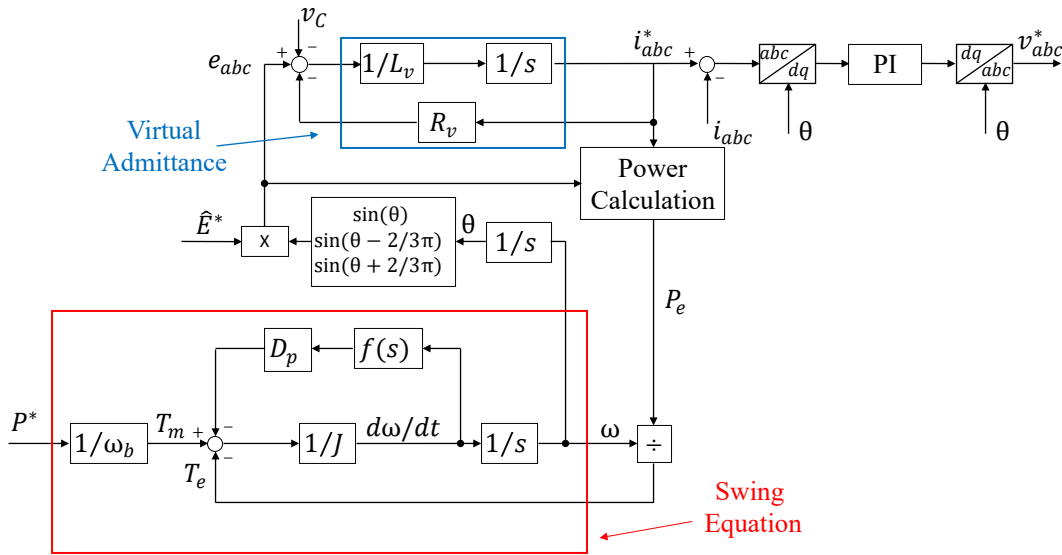 v_C
+
−
−
e_abc
1/L_v
1/s
R_v
Virtual
Admittance
i*_abc
+
−
i_abc
abc
dq
θ
PI
dq
abc
θ
v*_abc
Power
Calculation
Ê*
x
sin(θ)
sin(θ − 2/3π)
sin(θ + 2/3π)
θ
1/s
P_e
D_p
f(s)
P*
1/ω_b
T_m
+
−
−
T_e
1/J
dω/dt
1/s
ω
÷
Swing
Equation